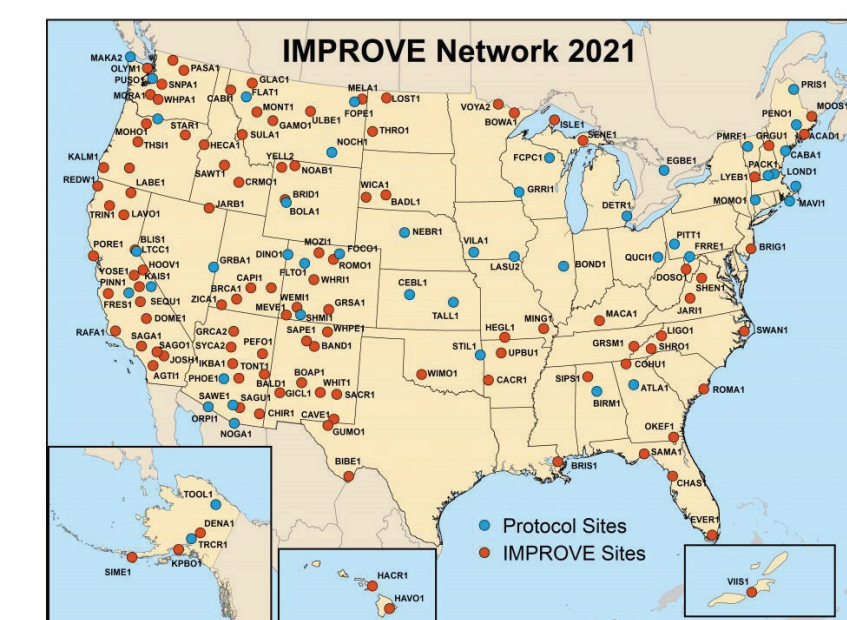 IMPROVE Network 2021
MAKA2
OLYM1
PUSO1
MORA1
PASA1
SNPA1
WHPA1
CABI1
GLAC1
FLAT1
MONT1
GAMO1
ULBE1
MELA1
FOPE1
LOST1
THRO1
NOCH1
VOYA2
BOWA1
ISLE1
SENE1
FCPC1
GRRI1
EGBE1
DETR1
PRIS1
PENO1
MOOS1
GRGU1
ACAD1
PMRF1
CABA1
PACK1
LOND1
LYEB1
MOMO1
MAVI1
MOHO1
START1
THSI1
HECA1
SULA1
KALM1
REDW1
LABE1
SAWT1
CRMO1
YELL2
NOAB1
BRID1
BOLA1
WICA1
BADL1
JARB1
TRIN1
LAVO1
NEBR1
VILA1
LASU2
BOND1
QUCI1
PITT1
FRRE1
BRIG1
DOSO1
SHEN1
JARI1
PORE1
BLIS1
LTCC1
HOOV1
YOSE1
KAIS1
PINN1
FRES1
SEQU1
DOME1
GRBA1
DINO1
MOZI1
FOCO1
ROMO1
FLTO1
WHRI1
CAPI1
BRCA1
ZICA1
WEMI1
MEVE1
SHMI1
GRSA1
CEBL1
TALL1
MING1
MACA1
RAFA1
SAGA1
SAGO1
JOSH1
AGTI1
GRCA2
SYCA2
PEFO1
IKBA1
TONT1
PHOE1
SAPE1
WHPE1
BAND1
BALD1
BOAP1
WHIT1
GICL1
SACR1
SAWE1
SAGU1
ORPI1
NOGA1
CHIR1
CAVE1
GUMO1
WIMO1
HEGL1
STIL1
UPBU1
CACR1
GRSM1
LIGO1
SHRO1
COHU1
SWAN1
SIPS1
BIRM1
ATLA1
ROMA1
BIBE1
BRIS1
OKEF1
SAMA1
CHAS1
EVER1
Protocol Sites
IMPROVE Sites
TOOL1
DENA1
TRCR1
KPBO1
SIME1
HACR1
HAVO1
VIIS1